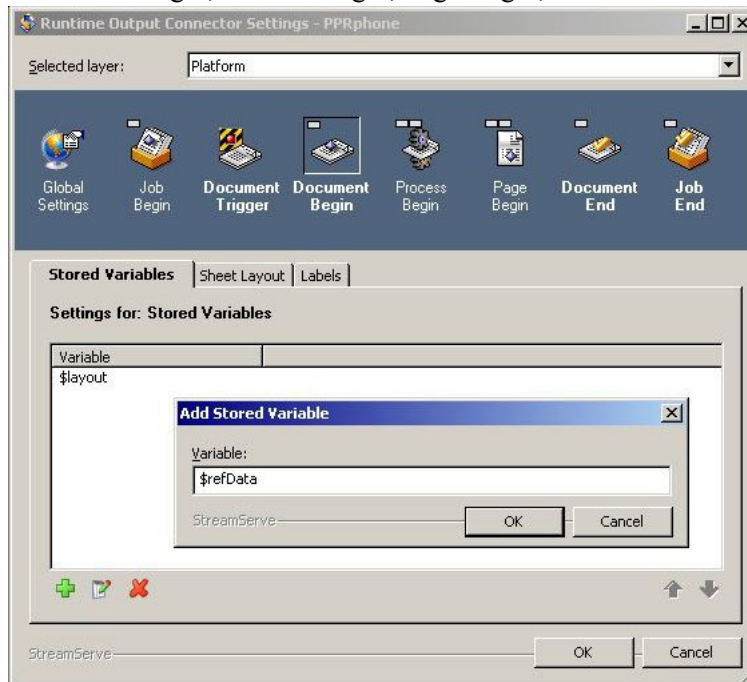 Runtime Output Connector Settings - PPRphone
Selected layer: Platform
Global Settings
Job Begin
Document Trigger
Document Begin
Process Begin
Page Begin
Document End
Job End
Stored Variables Sheet Layout Labels
Settings for: Stored Variables
Variable
$layout
Add Stored Variable
Variable:
$refData
StreamServe
OK Cancel
StreamServe
OK Cancel